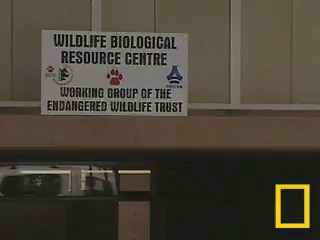 WILDLIFE BIOLOGICAL
RESOURCE CENTRE
WORKING GROUP OF THE
ENDANGERED WILDLIFE TRUST